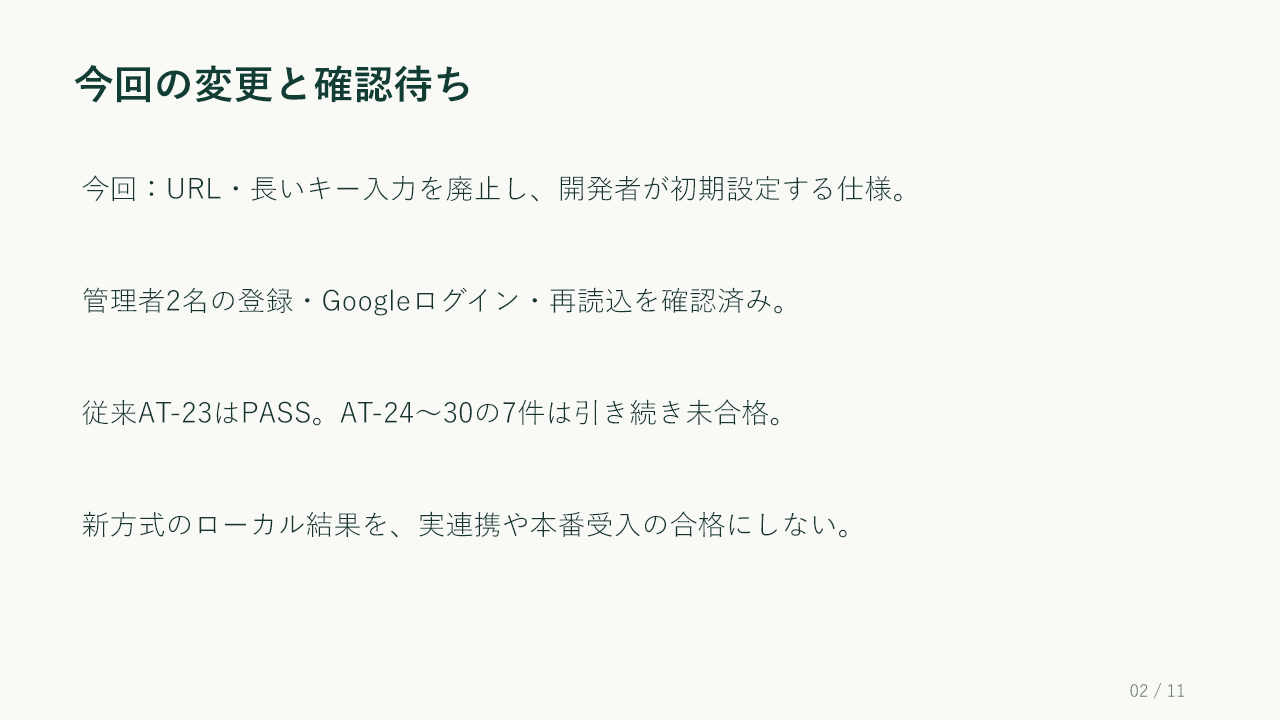 今回の変更と確認待ち
今回：URL・長いキー入力を廃止し、開発者が初期設定する仕様。
管理者2名の登録・Googleログイン・再読込を確認済み。
従来AT-23はPASS。AT-24～30の7件は引き続き未合格。
新方式のローカル結果を、実連携や本番受入の合格にしない。
02 / 11